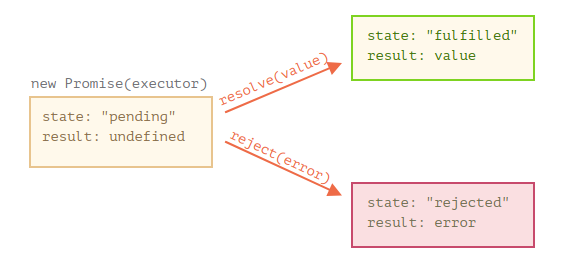 state: "fulfilled"
result: value
resolve(value)
new Promise(executor)
state: "pending"
result: undefined
reject(error)
state: "rejected"
result: error